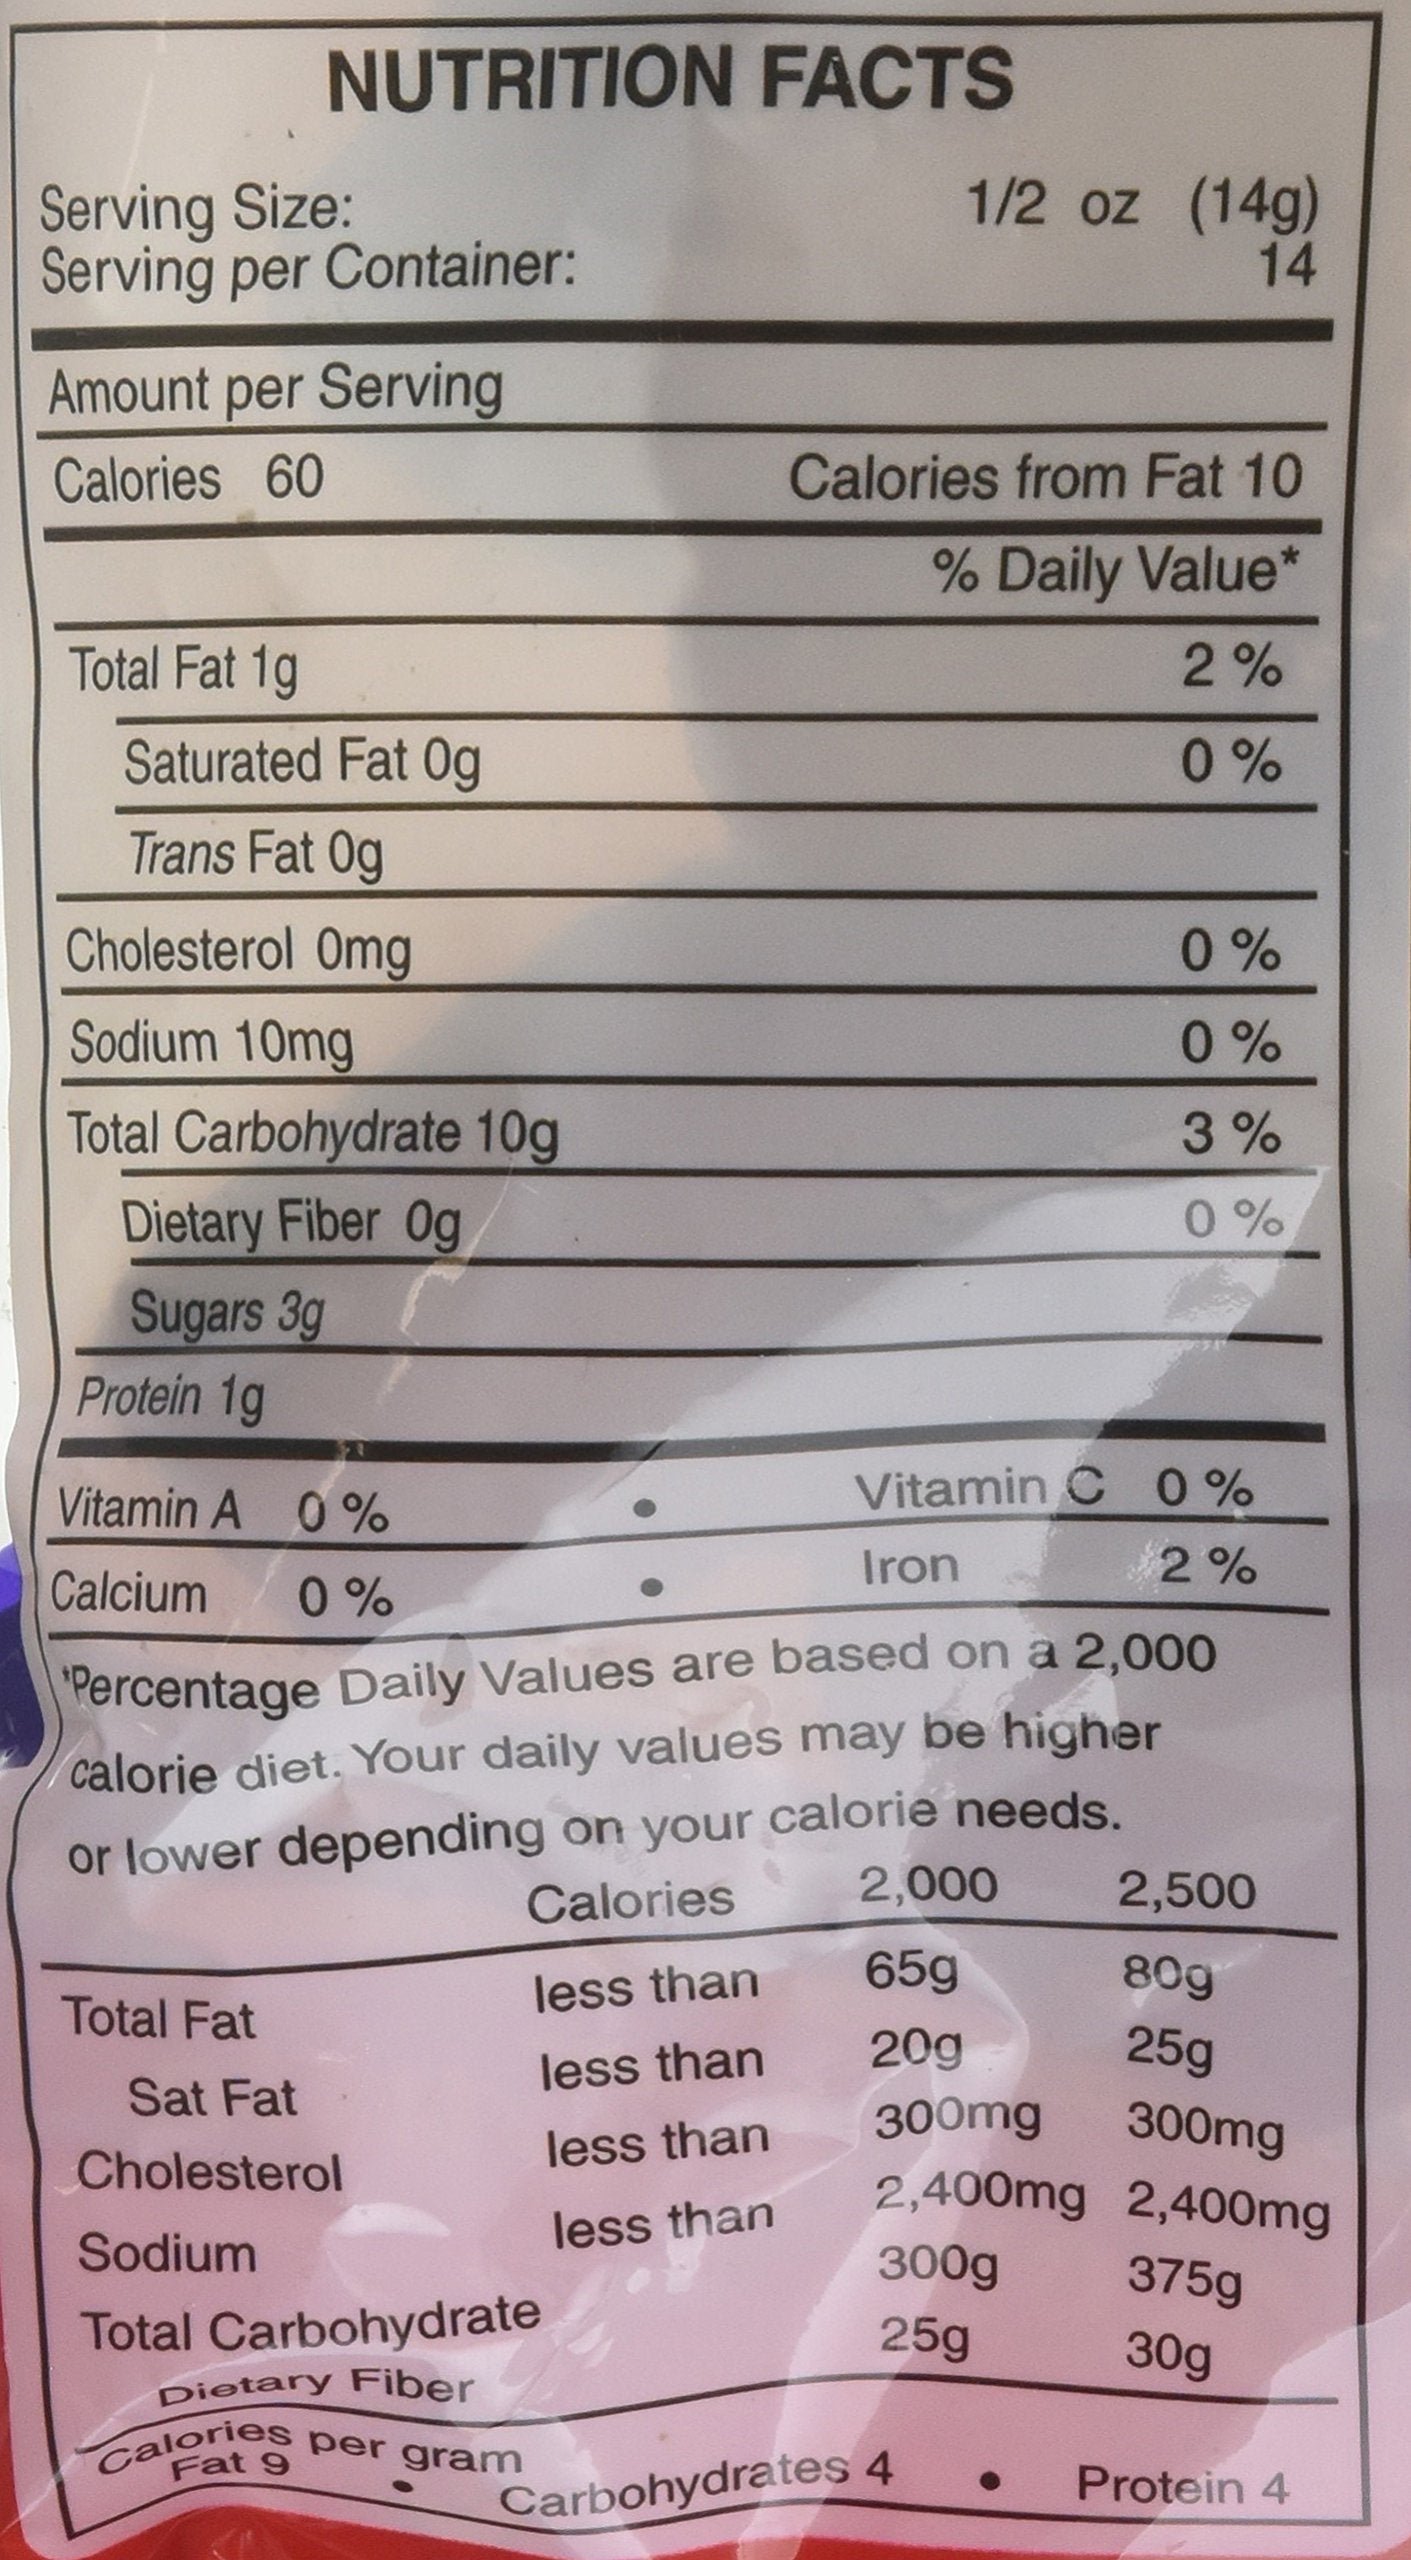 NUTRITION FACTS
Serving Size: 1/2 oz (14g)
Serving per Container: 14
Amount per Serving
Calories 60 Calories from Fat 10
% Daily Value*
Total Fat 1g 2 %
Saturated Fat 0g 0 %
Trans Fat 0g
Cholesterol 0mg 0 %
Sodium 10mg 0 %
Total Carbohydrate 10g 3 %
Dietary Fiber 0g 0 %
Sugars 3g
Protein 1g
Vitamin A 0 % • Vitamin C 0 %
Calcium 0 % • Iron 2 %
*Percentage Daily Values are based on a 2,000
calorie diet. Your daily values may be higher
or lower depending on your calorie needs.
Calories 2,000 2,500
Total Fat less than 65g 80g
Sat Fat less than 20g 25g
Cholesterol less than 300mg 300mg
Sodium less than 2,400mg 2,400mg
Total Carbohydrate 300g 375g
Dietary Fiber 25g 30g
Calories per gram
Fat 9 • Carbohydrates 4 • Protein 4